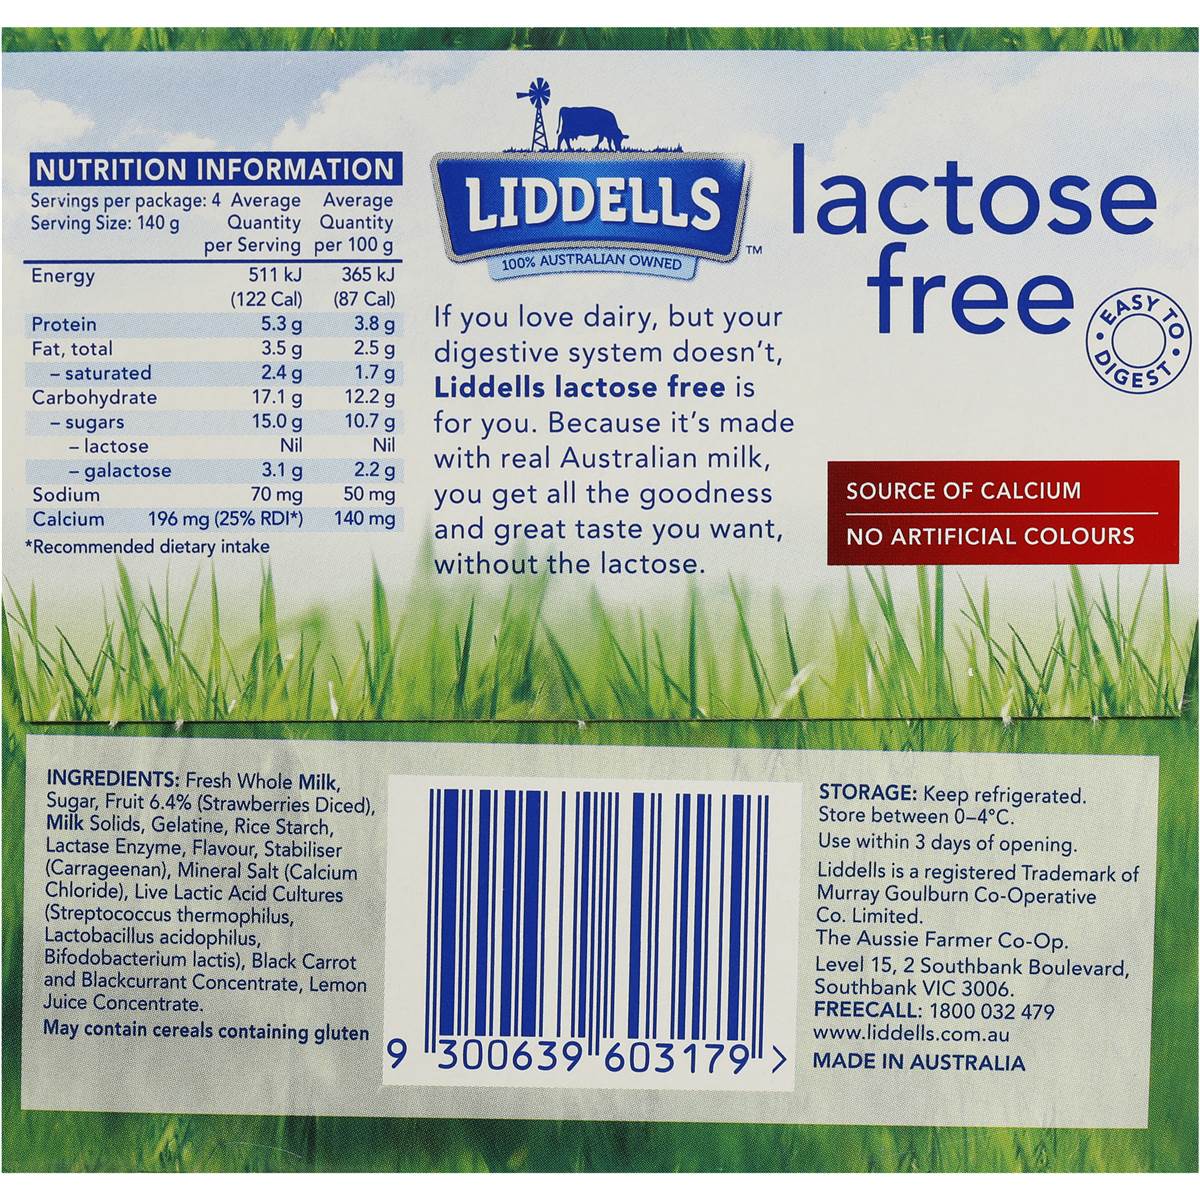 NUTRITION INFORMATION
Servings per package: 4 Average Average
Serving Size: 140 g Quantity Quantity
per Serving per 100 g
Energy 511 kJ 365 kJ
(122 Cal) (87 Cal)
Protein 5.3 g 3.8 g
Fat, total 3.5 g 2.5 g
– saturated 2.4 g 1.7 g
Carbohydrate 17.1 g 12.2 g
– sugars 15.0 g 10.7 g
– lactose Nil Nil
– galactose 3.1 g 2.2 g
Sodium 70 mg 50 mg
Calcium 196 mg (25% RDI*) 140 mg
*Recommended dietary intake
LIDDELLS
TM
100% AUSTRALIAN OWNED
If you love dairy, but your
digestive system doesn't,
Liddells lactose free is
for you. Because it's made
with real Australian milk,
you get all the goodness
and great taste you want,
without the lactose.
lactose
free
• EASY TO •
DIGEST
SOURCE OF CALCIUM
NO ARTIFICIAL COLOURS
INGREDIENTS: Fresh Whole Milk,
Sugar, Fruit 6.4% (Strawberries Diced),
Milk Solids, Gelatine, Rice Starch,
Lactase Enzyme, Flavour, Stabiliser
(Carrageenan), Mineral Salt (Calcium
Chloride), Live Lactic Acid Cultures
(Streptococcus thermophilus,
Lactobacillus acidophilus,
Bifodobacterium lactis), Black Carrot
and Blackcurrant Concentrate, Lemon
Juice Concentrate.
May contain cereals containing gluten
9 300639 603179 >
STORAGE: Keep refrigerated.
Store between 0–4°C.
Use within 3 days of opening.
Liddells is a registered Trademark of
Murray Goulburn Co-Operative
Co. Limited.
The Aussie Farmer Co-Op.
Level 15, 2 Southbank Boulevard,
Southbank VIC 3006.
FREECALL: 1800 032 479
www.liddells.com.au
MADE IN AUSTRALIA